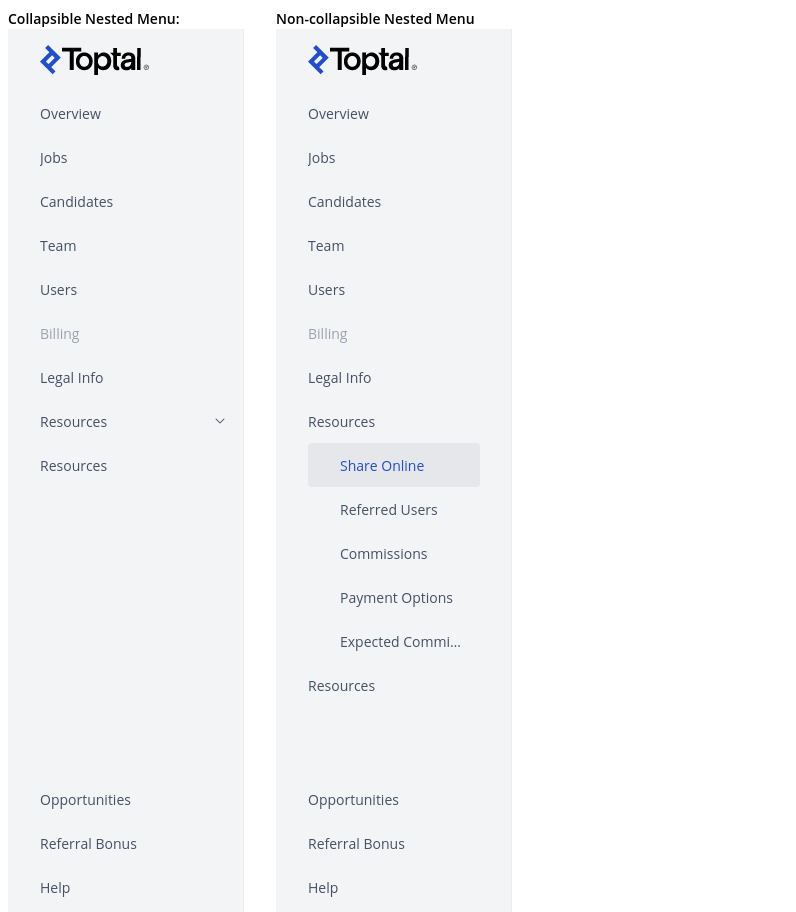 Collapsible Nested Menu:
Toptal®
Overview
Jobs
Candidates
Team
Users
Billing
Legal Info
Resources
Resources
Opportunities
Referral Bonus
Help
Non-collapsible Nested Menu
Toptal®
Overview
Jobs
Candidates
Team
Users
Billing
Legal Info
Resources
Share Online
Referred Users
Commissions
Payment Options
Expected Commi...
Resources
Opportunities
Referral Bonus
Help